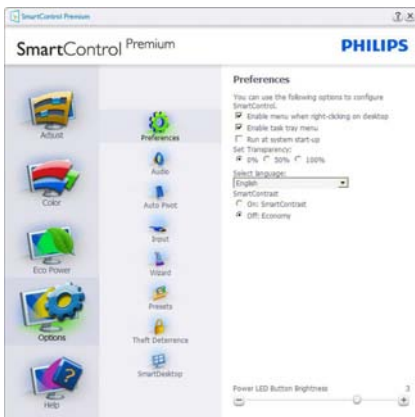 SmartControl Premium
SmartControl Premium
PHILIPS
Adjust
Color
Eco Power
Options
Help
Preferences
Audio
Auto Pivot
Input
Wizard
Presets
Theft Deterrence
SmartDesktop
Preferences
You can use the following options to configure
SmartControl.
Enable menu when right-clicking on desktop
Enable task tray menu
Run at system start-up
Set Transparency:
0% 50% 100%
Select language:
English
SmartContrast
On: SmartContrast
Off: Economy
Power LED Button Brightness 3